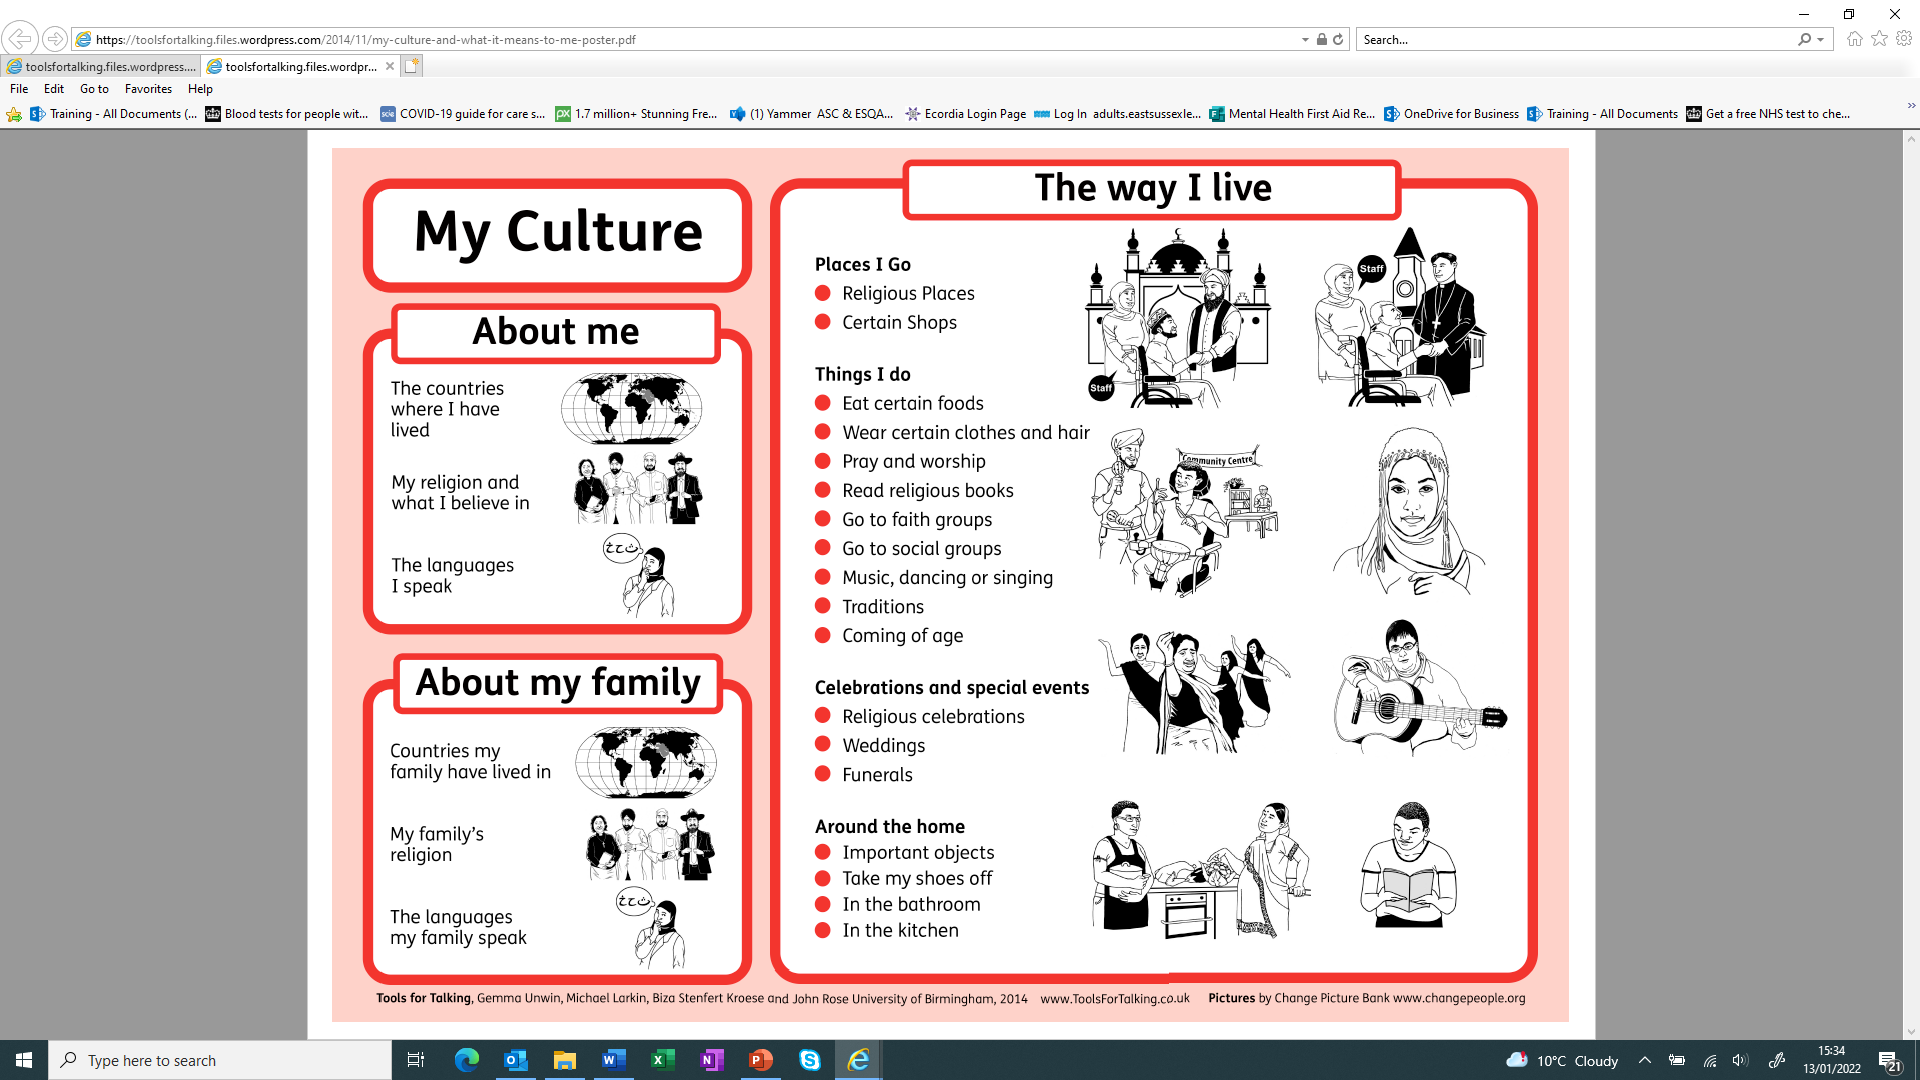 https://toolsfortalking.files.wordpress.com/2014/11/my-culture-and-what-it-means-to-me-poster.pdf
Search...
toolsfortalking.files.wordpress....
toolsfortalking.files.wordpr...
File Edit Go to Favorites Help
Training - All Documents (... Blood tests for people wit... COVID-19 guide for care s... 1.7 million+ Stunning Fre... (1) Yammer ASC & ESQA... Ecordia Login Page Log In adults.eastsussexle... Mental Health First Aid Re... OneDrive for Business Training - All Documents Get a free NHS test to che...
My Culture
About me
The countries
where I have
lived
My religion and
what I believe in
The languages
I speak
About my family
Countries my
family have lived in
My family's
religion
The languages
my family speak
The way I live
Places I Go
Religious Places
Certain Shops
Staff
Staff
Things I do
Eat certain foods
Wear certain clothes and hair
Pray and worship
Read religious books
Go to faith groups
Go to social groups
Music, dancing or singing
Traditions
Coming of age
Community Centre
Celebrations and special events
Religious celebrations
Weddings
Funerals
Around the home
Important objects
Take my shoes off
In the bathroom
In the kitchen
Tools for Talking, Gemma Unwin, Michael Larkin, Biza Stenfert Kroese and John Rose University of Birmingham, 2014 www.ToolsForTalking.co.uk Pictures by Change Picture Bank www.changepeople.org
Type here to search
10°C Cloudy
15:34
13/01/2022
21